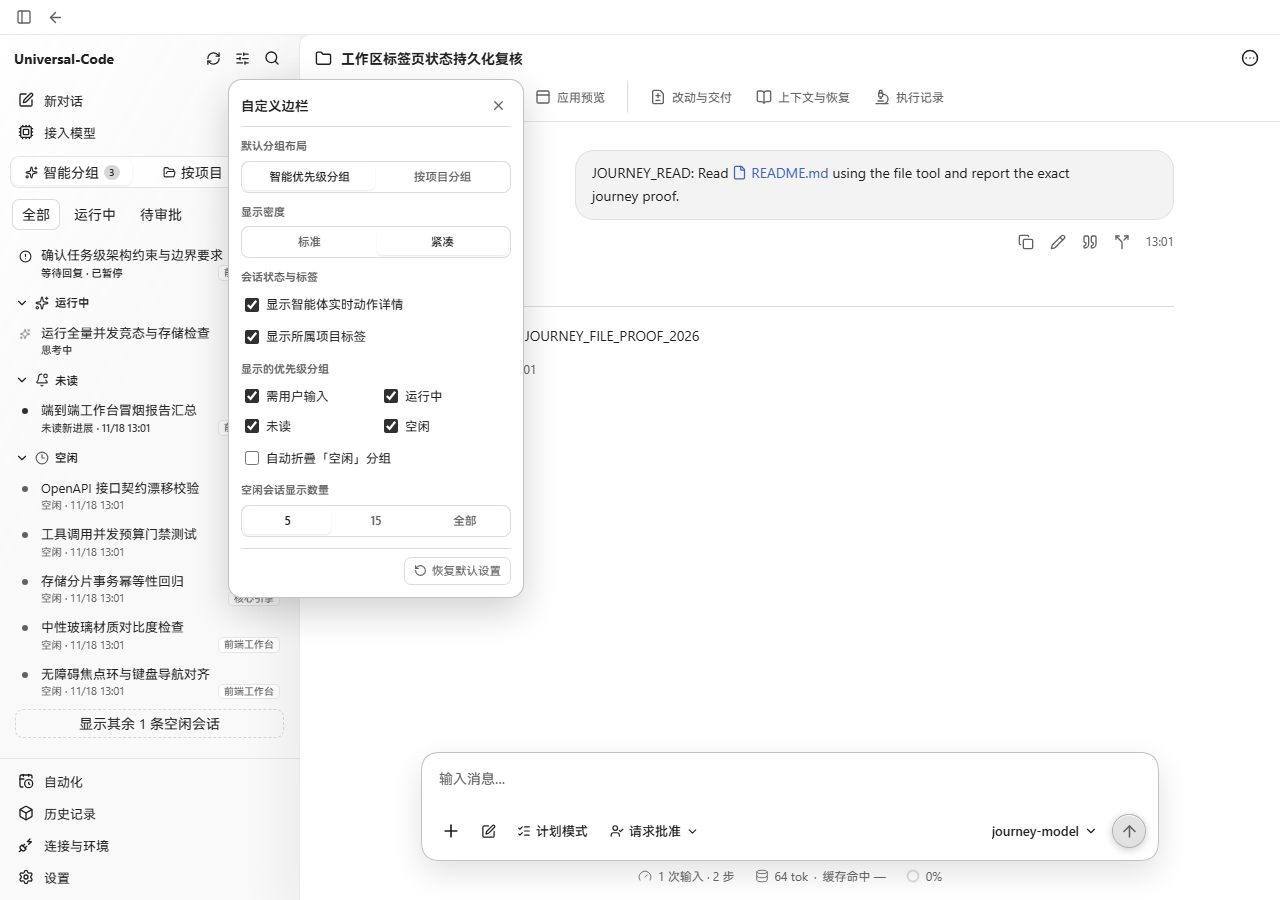 Universal-Code
新对话
接入模型
智能分组 3
按项目
全部 运行中 待审批
确认任务级架构约束与边界要求
等待回复 · 已暂停
运行中
运行全量并发竞态与存储检查
思考中
未读
端到端工作台冒烟报告汇总
未读新进展 · 11/18 13:01
空闲
OpenAPI 接口契约漂移校验
空闲 · 11/18 13:01
工具调用并发预算门禁测试
空闲 · 11/18 13:01
存储分片事务幂等性回归
空闲 · 11/18 13:01
核心引擎
中性玻璃材质对比度检查
空闲 · 11/18 13:01
前端工作台
无障碍焦点环与键盘导航对齐
空闲 · 11/18 13:01
前端工作台
显示其余 1 条空闲会话
自动化
历史记录
连接与环境
设置
自定义边栏
默认分组布局
智能优先级分组 按项目分组
显示密度
标准 紧凑
会话状态与标签
显示智能体实时动作详情
显示所属项目标签
显示的优先级分组
需用户输入 运行中
未读 空闲
自动折叠「空闲」分组
空闲会话显示数量
5 15 全部
恢复默认设置
工作区标签页状态持久化复核
应用预览 改动与交付 上下文与恢复 执行记录
JOURNEY_READ: Read README.md using the file tool and report the exact
journey proof.
13:01
JOURNEY_FILE_PROOF_2026
01
输入消息...
计划模式 请求批准 journey-model
1 次输入 · 2 步 64 tok · 缓存命中 — 0%